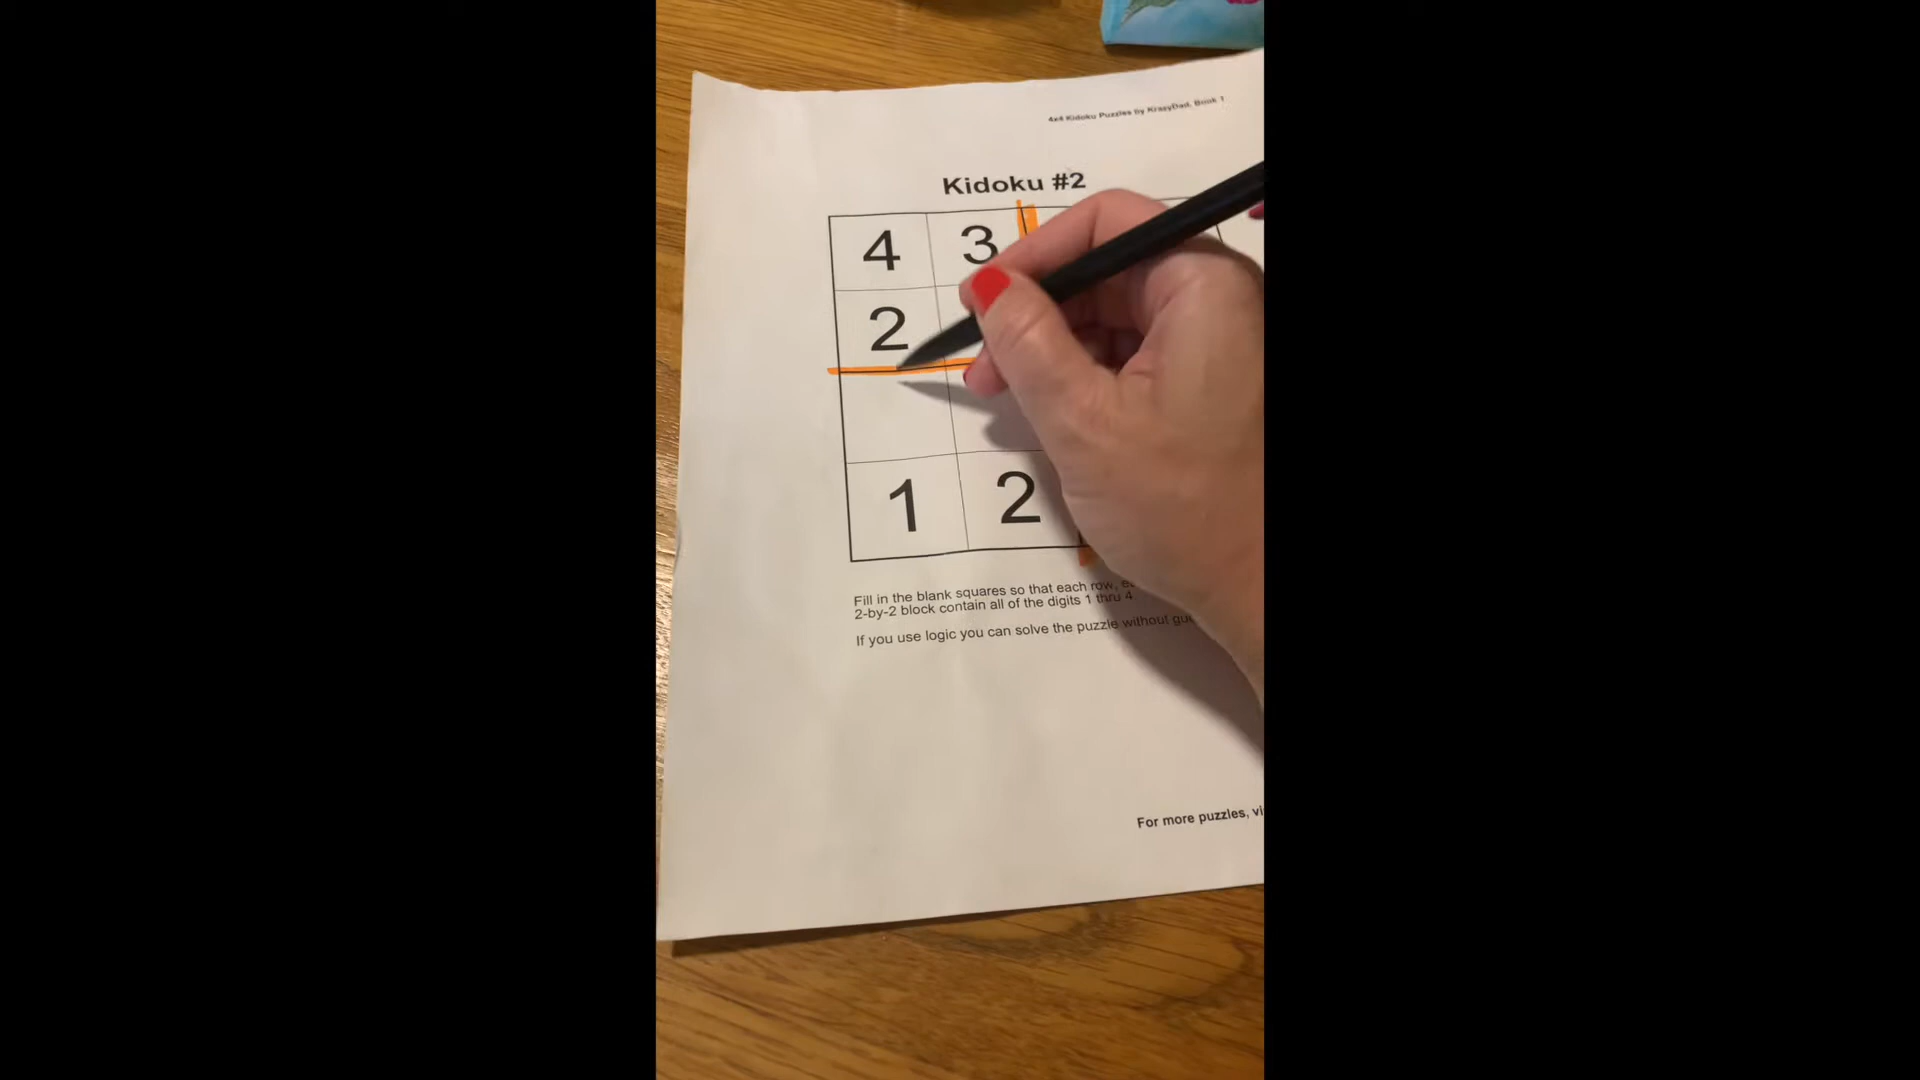 4x4 Kidoku Puzzles by KrazyDad, Book 1
Kidoku #2
4 3
2
1 2
Fill in the blank squares so that each row,
2-by-2 block contain all of the digits 1 thru 4.
If you use logic you can solve the puzzle without
For more puzzles,